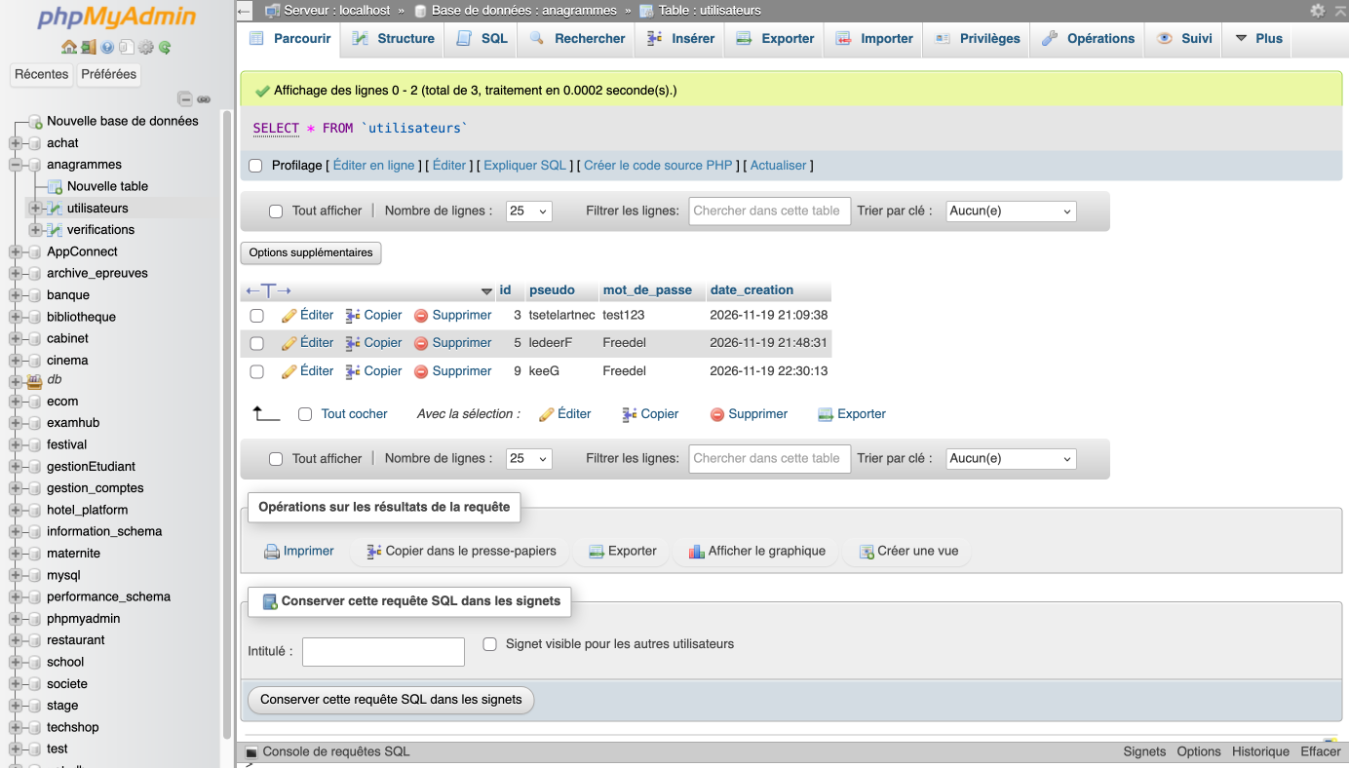 phpMyAdmin
Récentes Préférées
Nouvelle base de données
achat
anagrammes
Nouvelle table
utilisateurs
verifications
AppConnect
archive_epreuves
banque
bibliotheque
cabinet
cinema
db
ecom
examhub
festival
gestionEtudiant
gestion_comptes
hotel_platform
information_schema
maternite
mysql
performance_schema
phpmyadmin
restaurant
school
societe
stage
techshop
test
Serveur : localhost » Base de données : anagrammes » Table : utilisateurs
Parcourir Structure SQL Rechercher Insérer Exporter Importer Privilèges Opérations Suivi Plus
Affichage des lignes 0 - 2 (total de 3, traitement en 0.0002 seconde(s).)
SELECT * FROM `utilisateurs`
Profilage [ Éditer en ligne ] [ Éditer ] [ Expliquer SQL ] [ Créer le code source PHP ] [ Actualiser ]
Tout afficher | Nombre de lignes : 25 Filtrer les lignes: Chercher dans cette table Trier par clé : Aucun(e)
Options supplémentaires
←T→ id pseudo mot_de_passe date_creation
Éditer Copier Supprimer 3 tsetelartnec test123 2026-11-19 21:09:38
Éditer Copier Supprimer 5 ledeerF Freedel 2026-11-19 21:48:31
Éditer Copier Supprimer 9 keeG Freedel 2026-11-19 22:30:13
Tout cocher Avec la sélection : Éditer Copier Supprimer Exporter
Tout afficher | Nombre de lignes : 25 Filtrer les lignes: Chercher dans cette table Trier par clé : Aucun(e)
Opérations sur les résultats de la requête
Imprimer Copier dans le presse-papiers Exporter Afficher le graphique Créer une vue
Conserver cette requête SQL dans les signets
Intitulé : Signet visible pour les autres utilisateurs
Conserver cette requête SQL dans les signets
Console de requêtes SQL Signets Options Historique Effacer